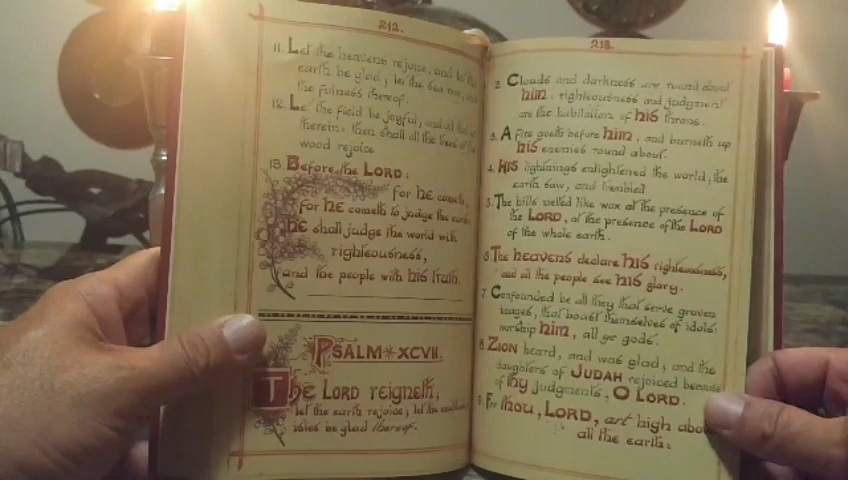 212.
11. Let the heavens rejoice, and let the
earth be glad; let the sea roar, and
the fulness thereof.
12. Let the field be joyful, and all that is
therein: then shall all the trees of the
wood rejoice
13. Before the LORD:
for HE cometh,
for HE cometh to judge the earth:
HE shall judge the world with
righteousness,
and the people with his truth.
PSALM XCVII.
The LORD reigneth;
let the earth rejoice, let the
isles be glad thereof.
213.
2. Clouds and darkness are round about
him: righteousness and judgment
are the habitation of his throne.
3. A fire goeth before him, and burneth up
his enemies round about.
4. HIS lightnings enlightened the world; the
earth saw, and trembled
5. The hills melted like wax at the presence of
the LORD, at the presence of the LORD
of the whole earth.
6. The heavens declare HIS righteousness,
and all the people see HIS glory.
7. Confounded be all they that serve graven
images, that boast themselves of idols:
worship him, all ye gods.
8. ZION heard, and was glad; and the
daughters of JUDAH rejoiced because
of thy judgments, O LORD.
9. For thou, LORD, art high above
all the earth: